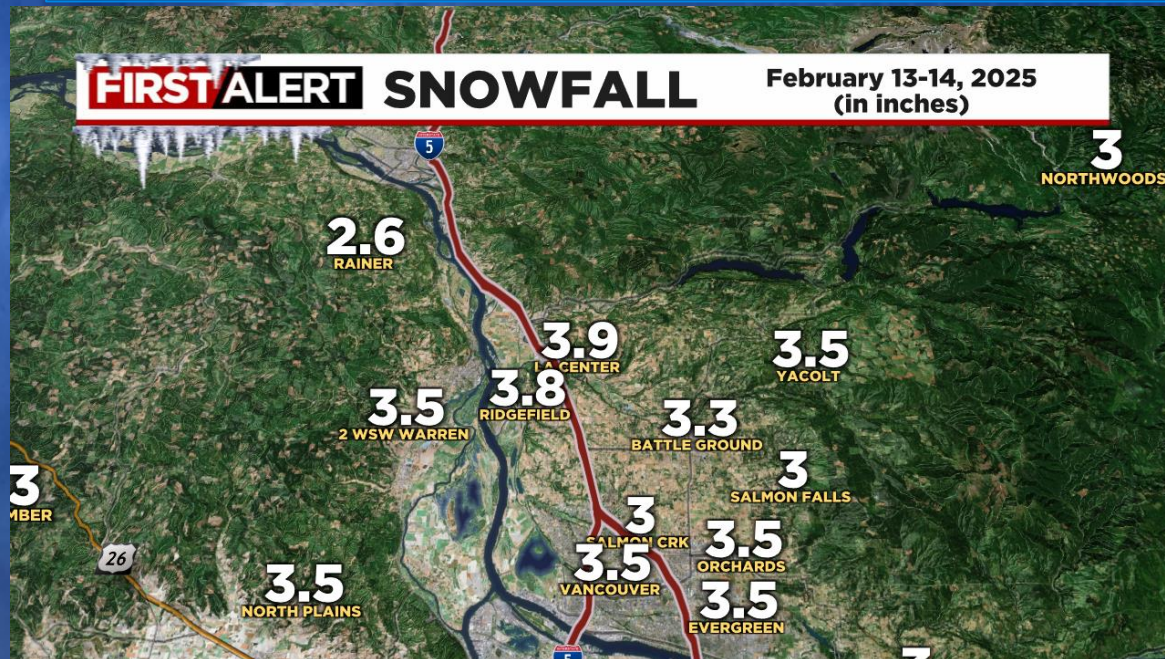 FIRST ALERT SNOWFALL
February 13-14, 2025
(in inches)
5
3
NORTHWOODS
2.6
RAINER
3.9
LA CENTER
3.5
YACOLT
3.8
RIDGEFIELD
3.5
2 WSW WARREN
3.3
BATTLE GROUND
3
MBER
3
SALMON FALLS
3
SALMON CRK
3.5
ORCHARDS
26
3.5
VANCOUVER
3.5
NORTH PLAINS
3.5
EVERGREEN
5